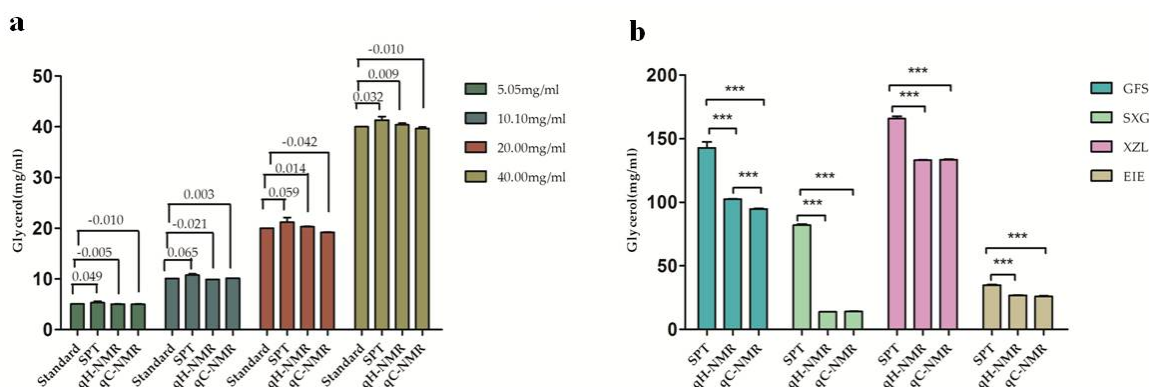 a
Glycerol(mg/ml)
50
40
30
20
10
0
-0.010
-0.005
0.049
0.003
-0.021
0.065
-0.042
0.014
0.059
-0.010
0.009
0.032
Standard
SPT
qH-NMR
qC-NMR
Standard
SPT
qH-NMR
qC-NMR
Standard
SPT
qH-NMR
qC-NMR
Standard
SPT
qH-NMR
qC-NMR
5.05mg/ml
10.10mg/ml
20.00mg/ml
40.00mg/ml
b
Glycerol(mg/ml)
200
150
100
50
0
***
***
***
***
***
***
***
***
***
SPT
qH-NMR
qC-NMR
SPT
qH-NMR
qC-NMR
SPT
qH-NMR
qC-NMR
SPT
qH-NMR
qC-NMR
GFS
SXG
XZL
EIE